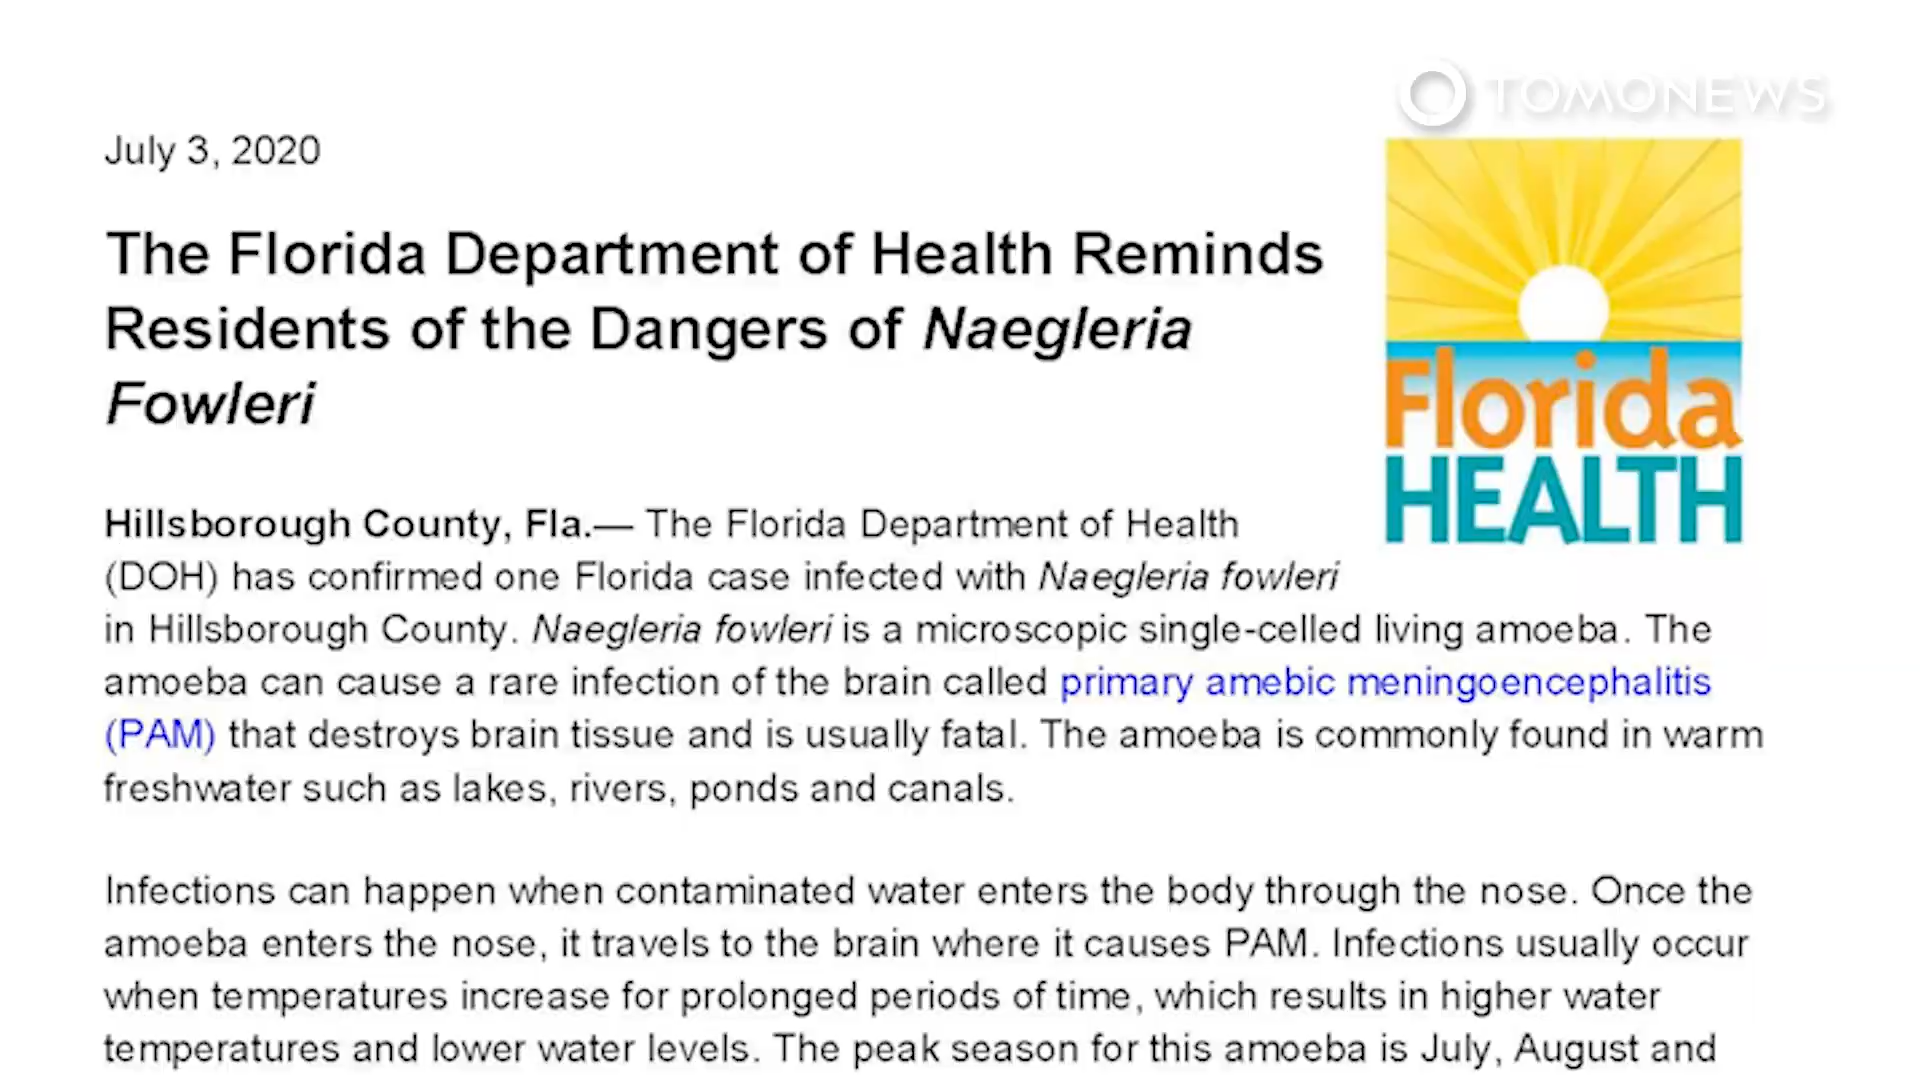 TOMONEWS
July 3, 2020
The Florida Department of Health Reminds
Residents of the Dangers of Naegleria
Fowleri
Florida
HEALTH
Hillsborough County, Fla.— The Florida Department of Health
(DOH) has confirmed one Florida case infected with Naegleria fowleri
in Hillsborough County. Naegleria fowleri is a microscopic single-celled living amoeba. The
amoeba can cause a rare infection of the brain called primary amebic meningoencephalitis
(PAM) that destroys brain tissue and is usually fatal. The amoeba is commonly found in warm
freshwater such as lakes, rivers, ponds and canals.
Infections can happen when contaminated water enters the body through the nose. Once the
amoeba enters the nose, it travels to the brain where it causes PAM. Infections usually occur
when temperatures increase for prolonged periods of time, which results in higher water
temperatures and lower water levels. The peak season for this amoeba is July, August and